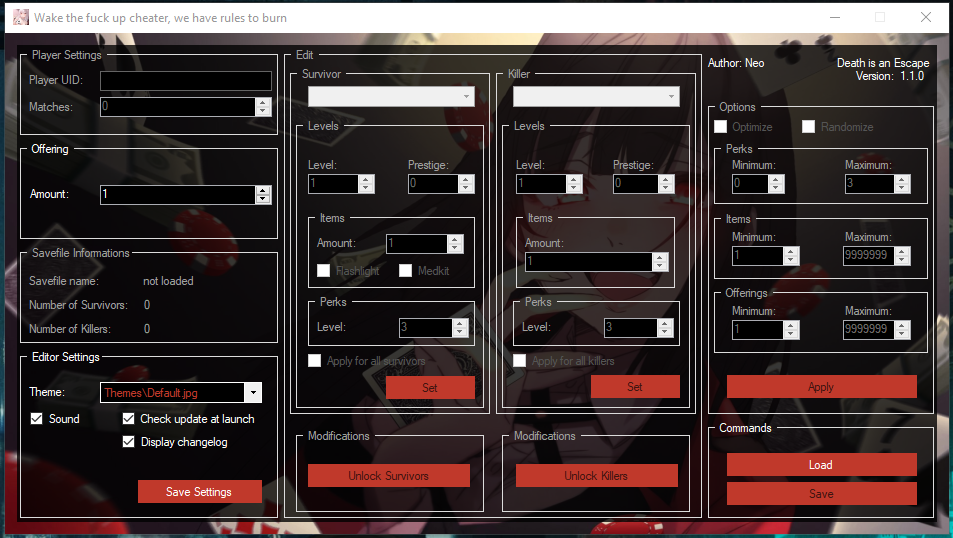 Wake the fuck up cheater, we have rules to burn
Player Settings
Player UID:
Matches:
0
Offering
Amount:
1
Savefile Infomations
Savefile name:
not loaded
Number of Survivors:
0
Number of Killers:
0
Editor Settings
Theme:
Themes\Default.jpg
Sound
Check update at launch
Display changelog
Save Settings
Edit
Survivor
Levels
Level:
Prestige:
1
0
Items
Amount:
1
Flashlight
Medkit
Perks
Level:
3
Apply for all survivors
Set
Modifications
Unlock Survivors
Killer
Levels
Level:
Prestige:
1
0
Items
Amount:
1
Perks
Level:
3
Apply for all killers
Set
Modifications
Unlock Killers
Author: Neo
Death is an Escape
Version: 1.1.0
Options
Optimize
Randomize
Perks
Minimum:
Maximum:
0
3
Items
Minimum:
Maximum:
1
9999999
Offerings
Minimum:
Maximum:
1
9999999
Apply
Commands
Load
Save